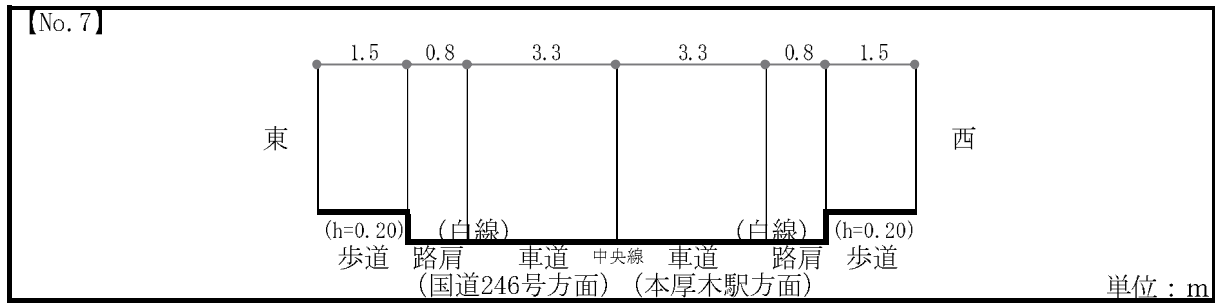 【No.7】
1.5 0.8 3.3 3.3 0.8 1.5
東 西
(h=0.20) (白線) (白線) (h=0.20)
歩道 路肩 車道 中央線 車道 路肩 歩道
(国道246号方面) (本厚木駅方面) 単位：m